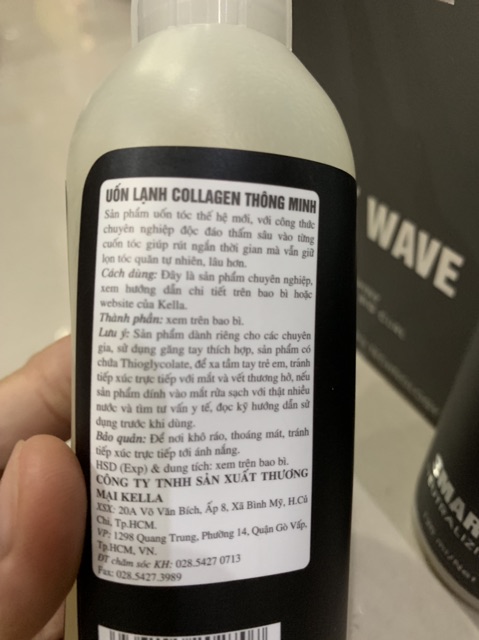 UỐN LẠNH COLLAGEN THÔNG MINH
Sản phẩm uốn tóc thế hệ mới, với công thức
chuyên nghiệp độc đáo thấm sâu vào từng
cuốn tóc giúp rút ngắn thời gian mà vẫn giữ
lọn tóc quăn tự nhiên, lâu hơn.
Cách dùng: Đây là sản phẩm chuyên nghiệp,
xem hướng dẫn chi tiết trên bao bì hoặc
website của Kella.
Thành phần: xem trên bao bì.
Lưu ý: Sản phẩm dành riêng cho các chuyên
gia, sử dụng găng tay thích hợp, sản phẩm có
chứa Thioglycolate, để xa tầm tay trẻ em, tránh
tiếp xúc trực tiếp với mắt và vết thương hở, nếu
sản phẩm dính vào mắt rửa sạch với thật nhiều
nước và tìm tư vấn y tế, đọc kỹ hướng dẫn sử
dụng trước khi dùng.
Bảo quản: Để nơi khô ráo, thoáng mát, tránh
tiếp xúc trực tiếp tới ánh nắng.
HSD (Exp) & dung tích: xem trên bao bì.
CÔNG TY TNHH SẢN XUẤT THƯƠNG
MẠI KELLA
XSX: 20A Võ Văn Bích, Ấp 8, Xã Bình Mỹ, H.Củ
Chi, Tp.HCM.
VP: 1298 Quang Trung, Phường 14, Quận Gò Vấp,
Tp.HCM, VN.
ĐT chăm sóc KH: 028.5427 0713
Fax: 028.5427.3989
WAVE